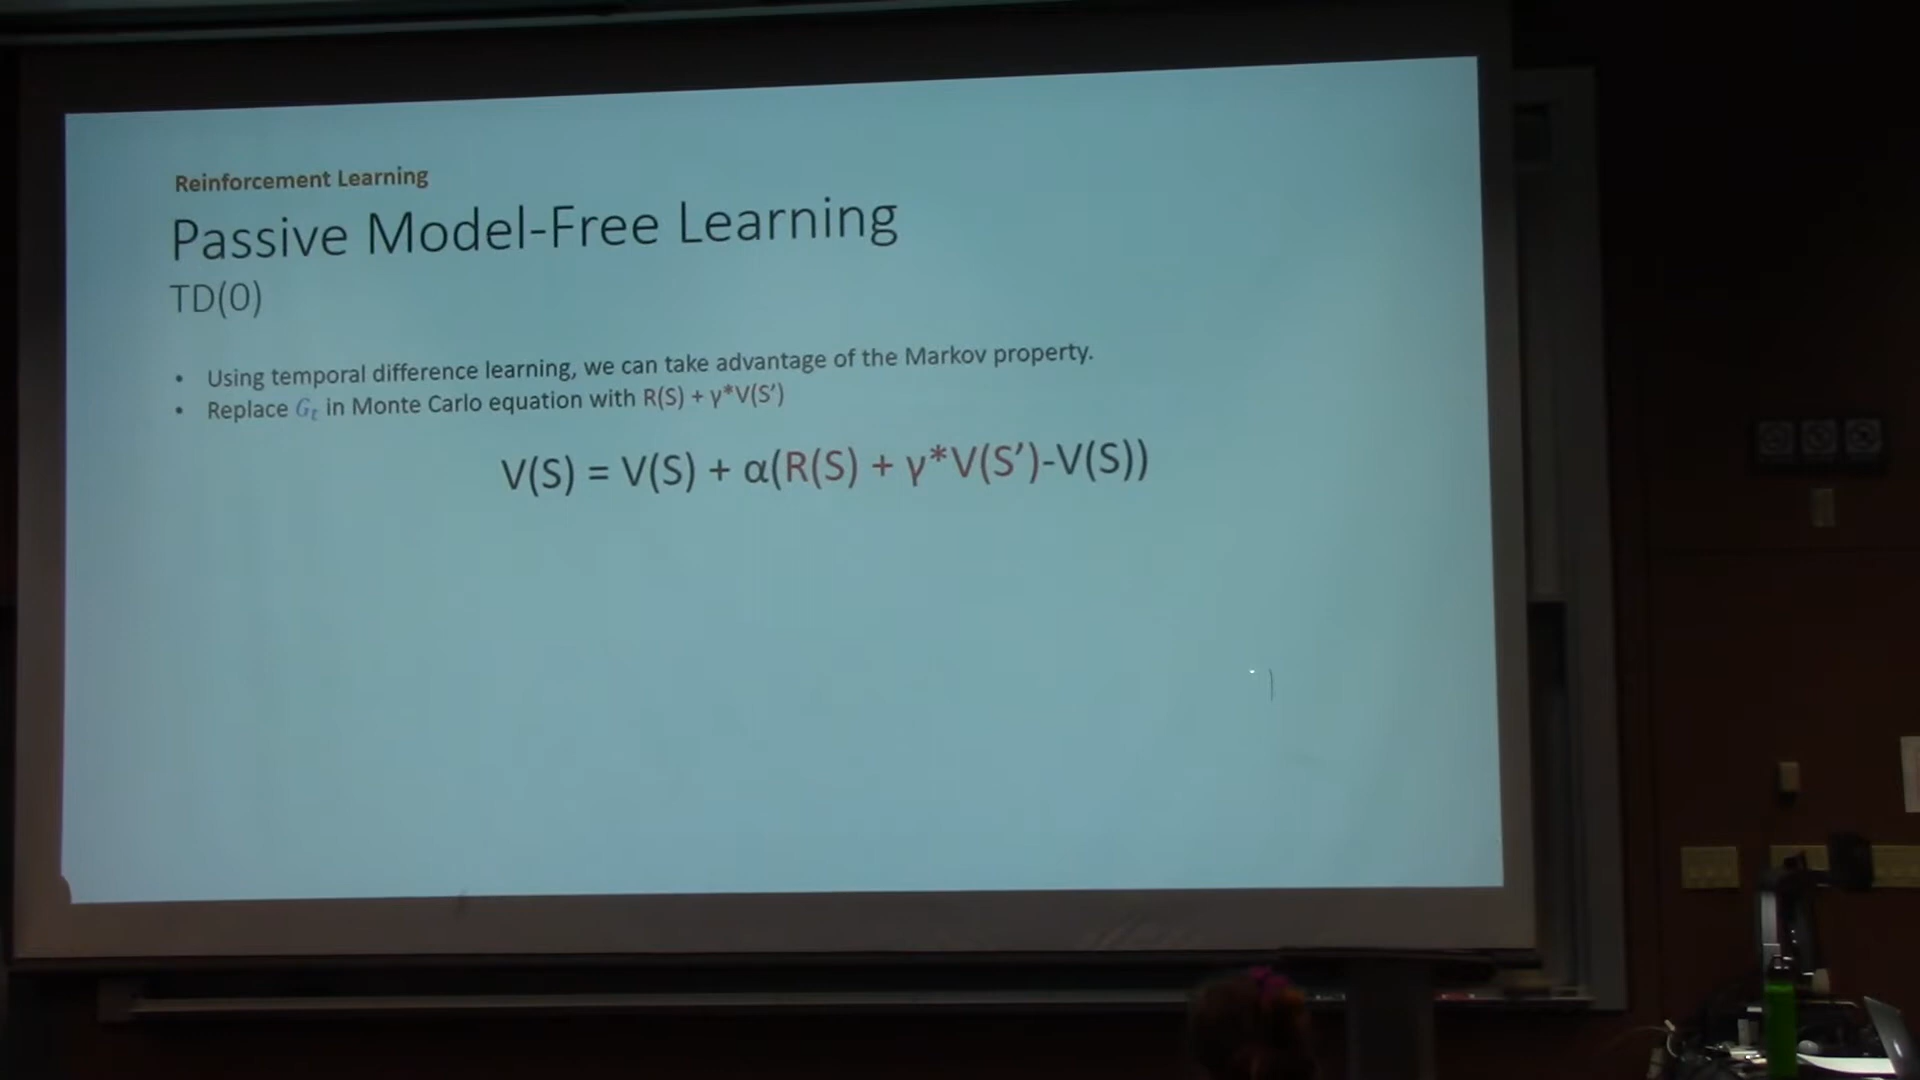 Reinforcement Learning
Passive Model-Free Learning
TD(0)
• Using temporal difference learning, we can take advantage of the Markov property.
• Replace Gₜ in Monte Carlo equation with R(S) + γ*V(S’)
V(S) = V(S) + α(R(S) + γ*V(S’)-V(S))